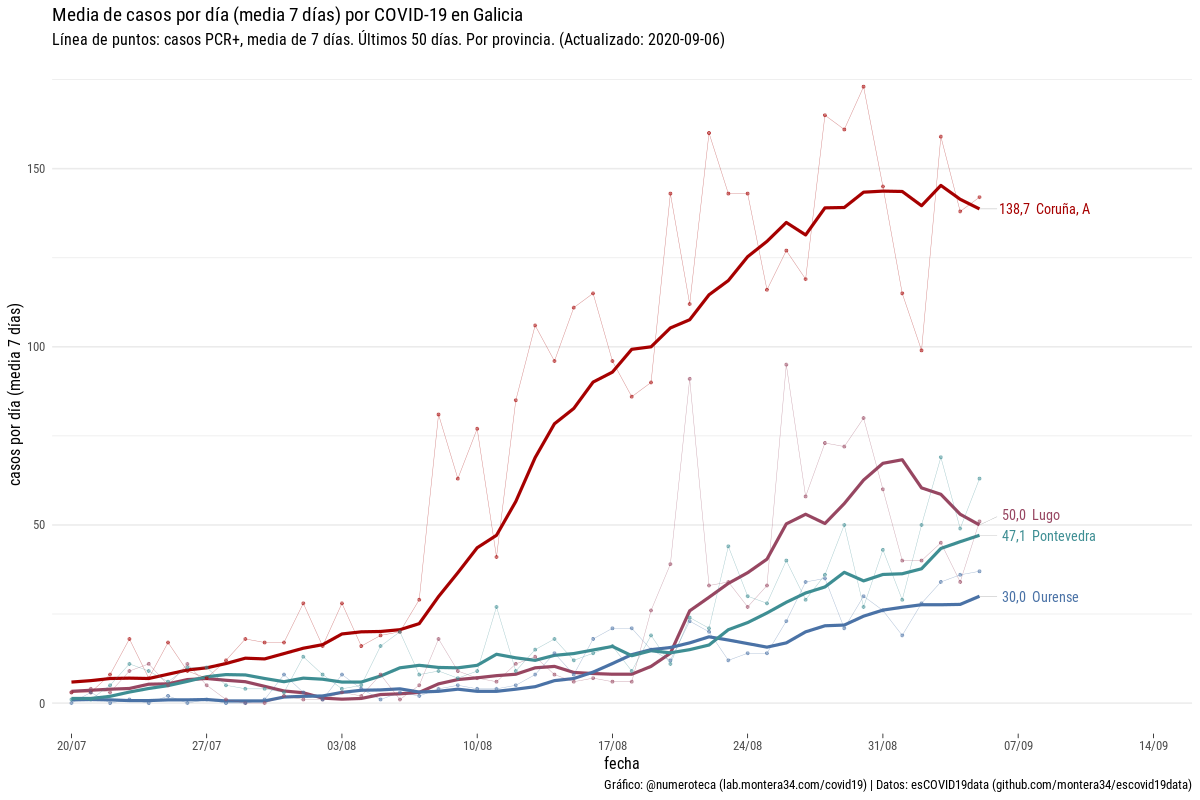 Media de casos por día (media 7 días) por COVID-19 en Galicia
Línea de puntos: casos PCR+, media de 7 días. Últimos 50 días. Por provincia. (Actualizado: 2020-09-06)
casos por día (media 7 días)
150
100
50
0
138,7 Coruña, A
50,0 Lugo
47,1 Pontevedra
30,0 Ourense
20/07 27/07 03/08 10/08 17/08 24/08 31/08 07/09 14/09
fecha
Gráfico: @numeroteca (lab.montera34.com/covid19) | Datos: esCOVID19data (github.com/montera34/escovid19data)